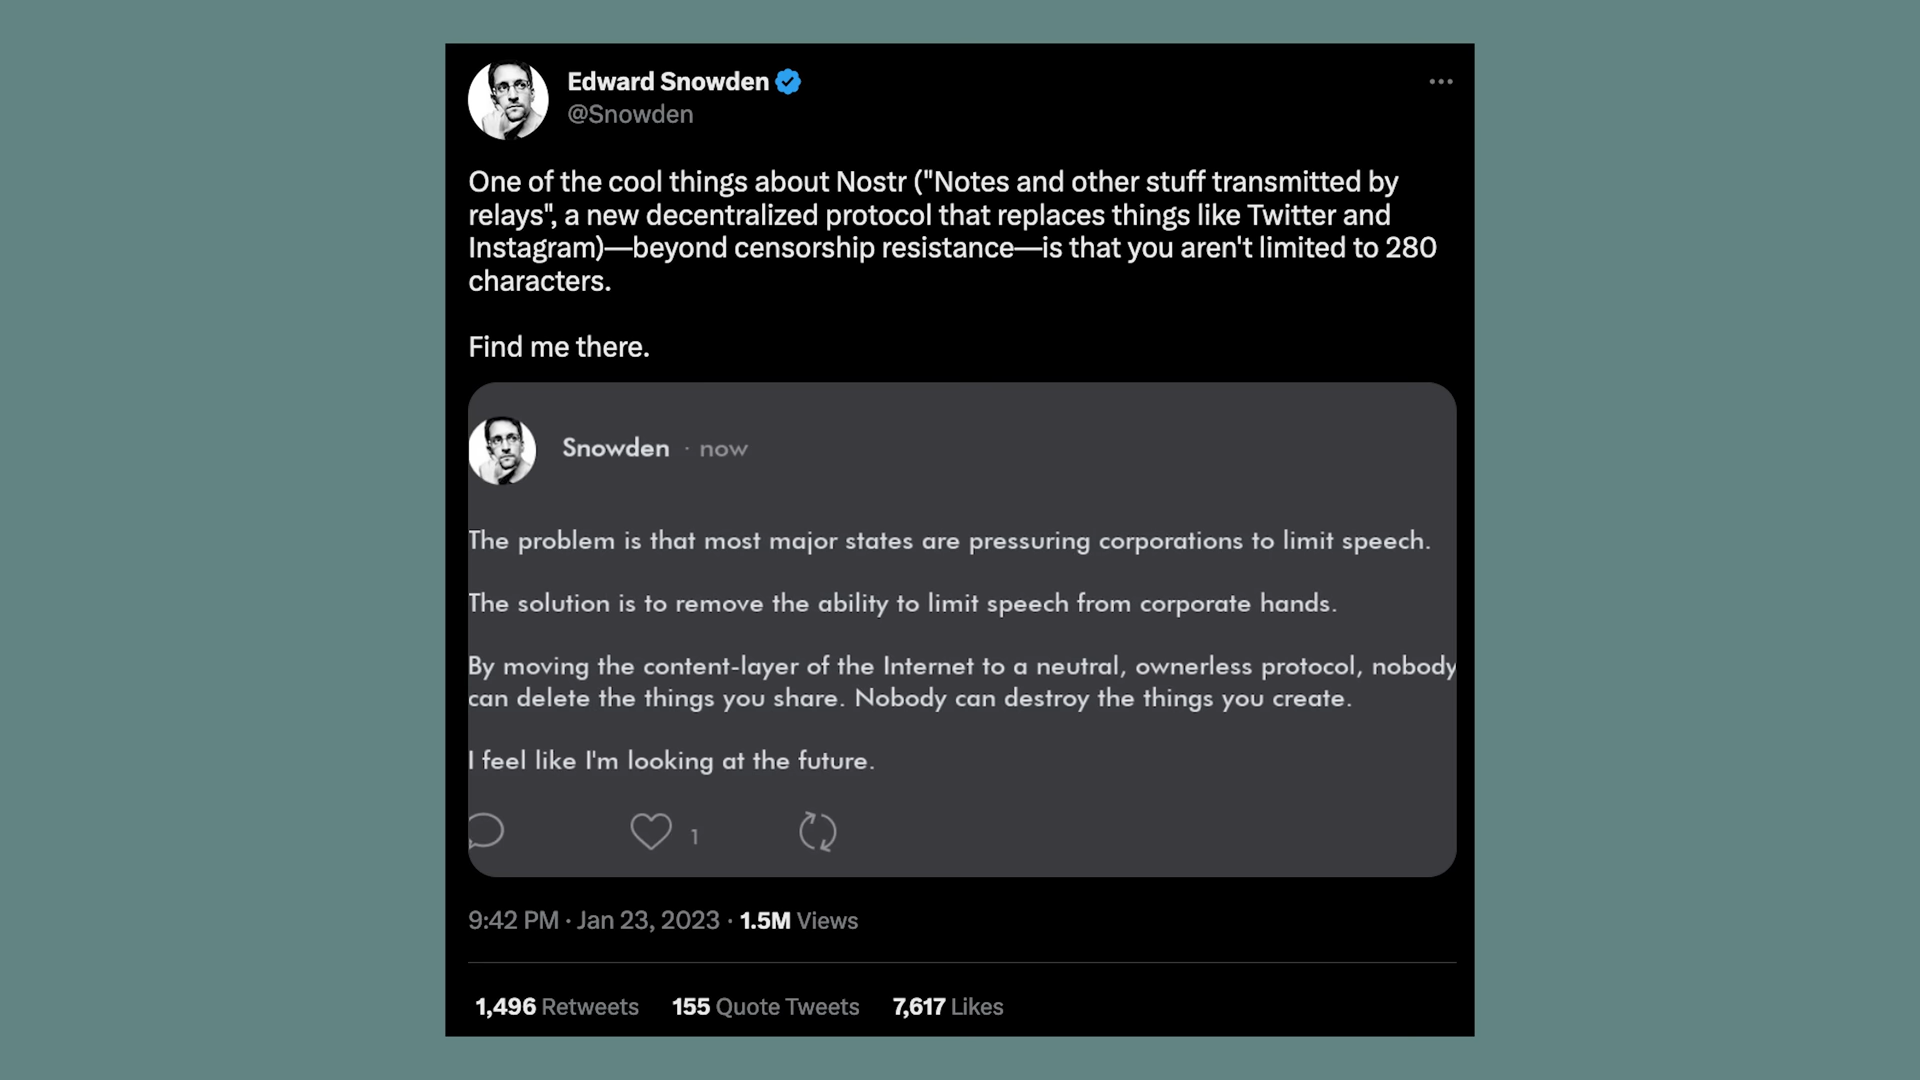 Edward Snowden
@Snowden
One of the cool things about Nostr ("Notes and other stuff transmitted by
relays", a new decentralized protocol that replaces things like Twitter and
Instagram)—beyond censorship resistance—is that you aren't limited to 280
characters.
Find me there.
Snowden · now
The problem is that most major states are pressuring corporations to limit speech.
The solution is to remove the ability to limit speech from corporate hands.
By moving the content-layer of the Internet to a neutral, ownerless protocol, nobody
can delete the things you share. Nobody can destroy the things you create.
I feel like I'm looking at the future.
1
9:42 PM · Jan 23, 2023 · 1.5M Views
1,496 Retweets 155 Quote Tweets 7,617 Likes